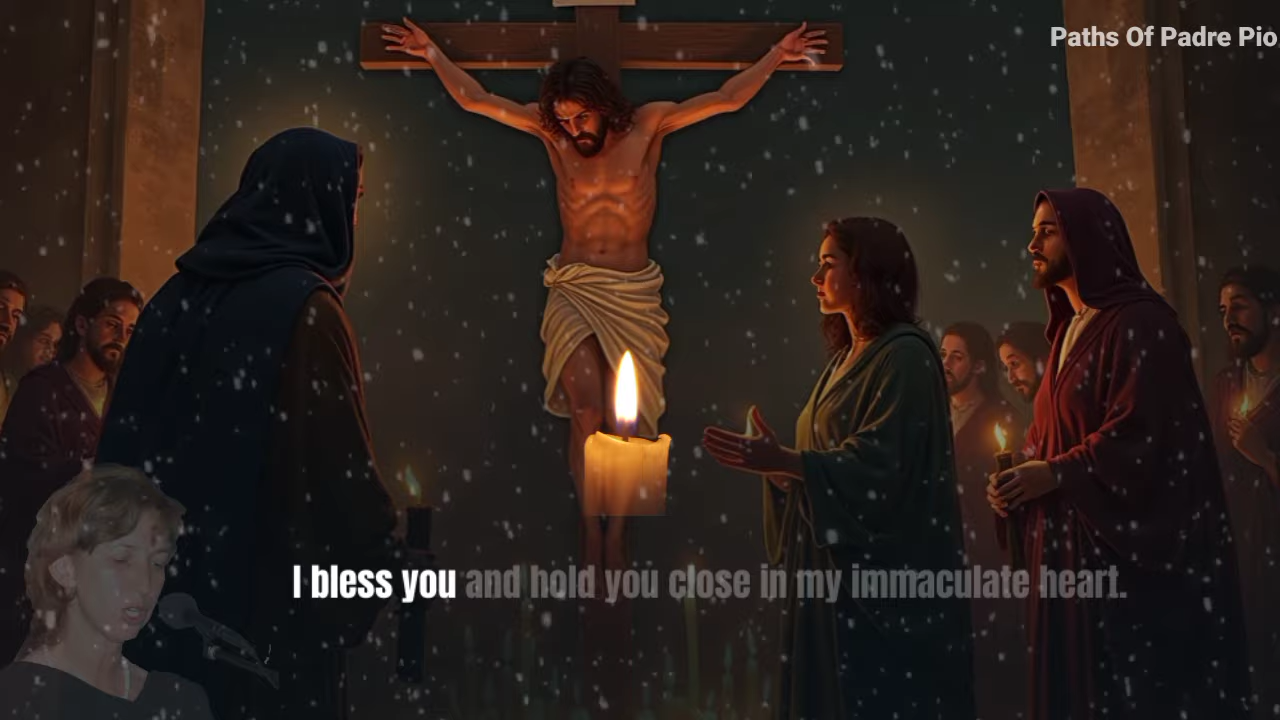 Paths Of Padre Pio
I bless you and hold you close in my immaculate heart.